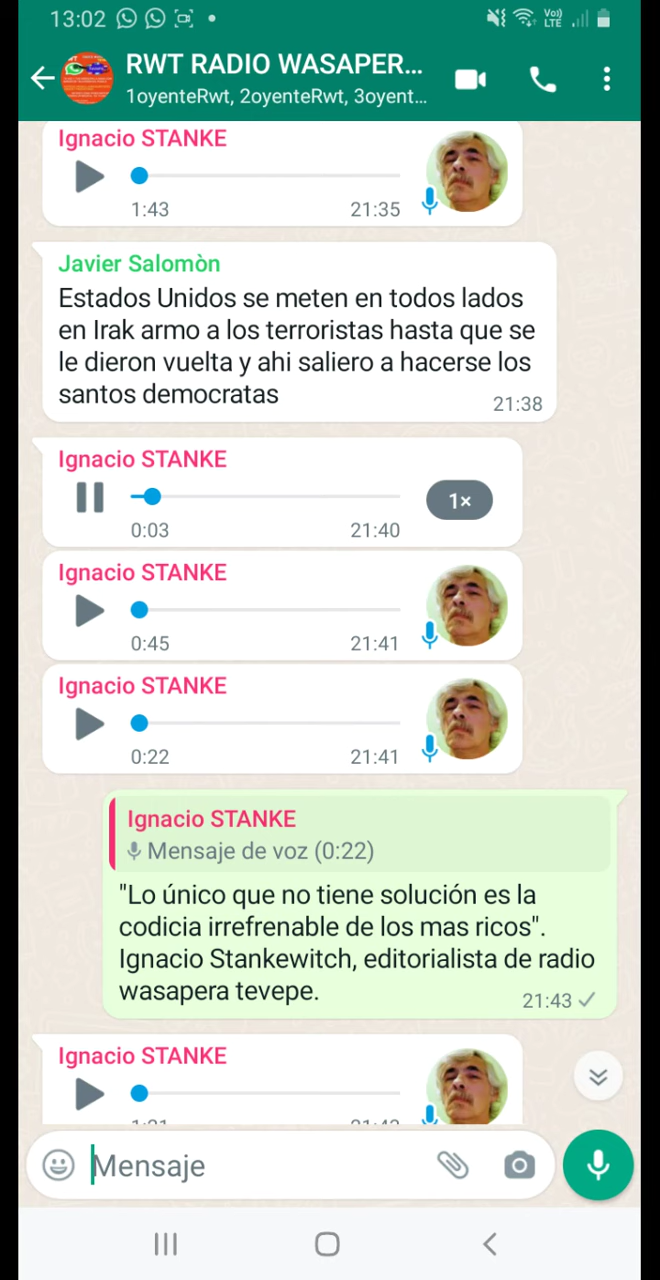 13:02
Vo))
LTE
RWT RADIO WASAPER...
1oyenteRwt, 2oyenteRwt, 3oyent...
Ignacio STANKE
1:43 21:35
Javier Salomòn
Estados Unidos se meten en todos lados
en Irak armo a los terroristas hasta que se
le dieron vuelta y ahi saliero a hacerse los
santos democratas
21:38
Ignacio STANKE
1×
0:03 21:40
Ignacio STANKE
0:45 21:41
Ignacio STANKE
0:22 21:41
Ignacio STANKE
Mensaje de voz (0:22)
"Lo único que no tiene solución es la
codicia irrefrenable de los mas ricos".
Ignacio Stankewitch, editorialista de radio
wasapera tevepe.
21:43
Ignacio STANKE
Mensaje